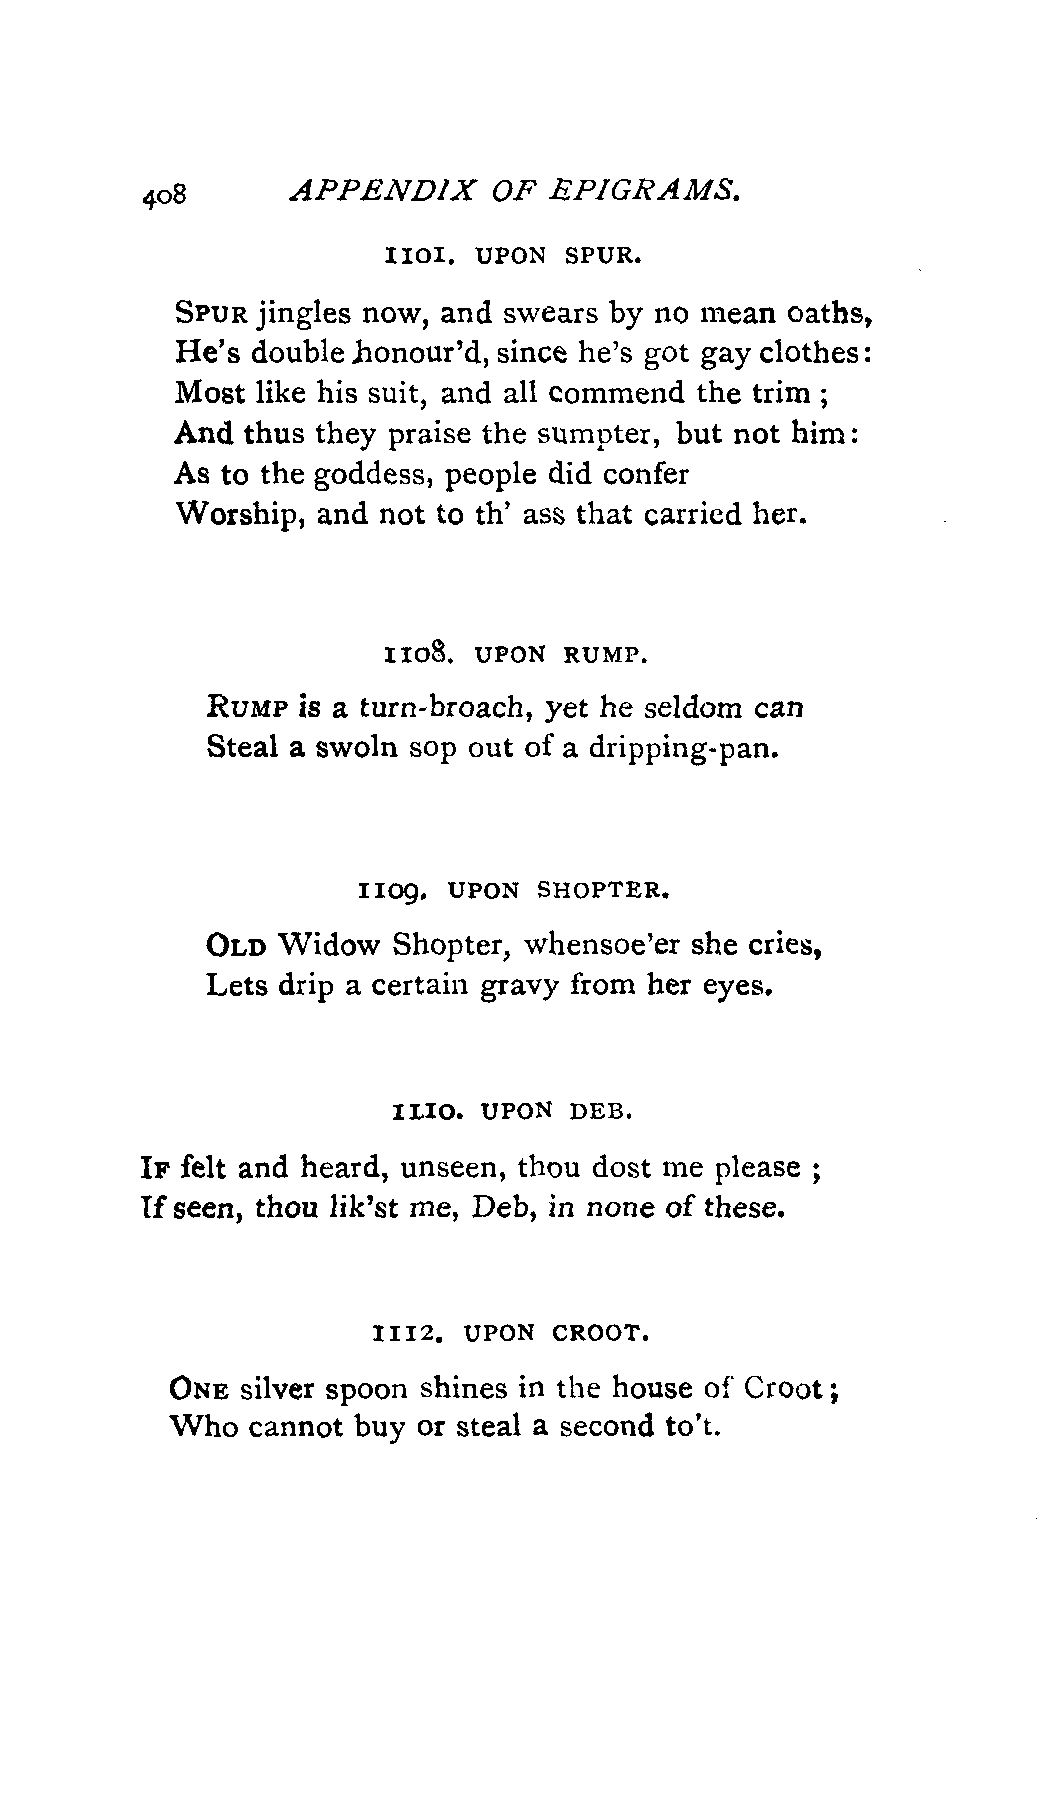 408 APPENDIX OF EPIGRAMS.
1101. UPON SPUR.
SPUR jingles now, and swears by no mean oaths,
He's double honour'd, since he's got gay clothes:
Most like his suit, and all commend the trim ;
And thus they praise the sumpter, but not him:
As to the goddess, people did confer
Worship, and not to th' ass that carried her.
1108. UPON RUMP.
RUMP is a turn-broach, yet he seldom can
Steal a swoln sop out of a dripping-pan.
1109. UPON SHOPTER.
OLD Widow Shopter, whensoe'er she cries,
Lets drip a certain gravy from her eyes.
1110. UPON DEB.
IF felt and heard, unseen, thou dost me please ;
If seen, thou lik'st me, Deb, in none of these.
1112. UPON CROOT.
ONE silver spoon shines in the house of Croot ;
Who cannot buy or steal a second to't.